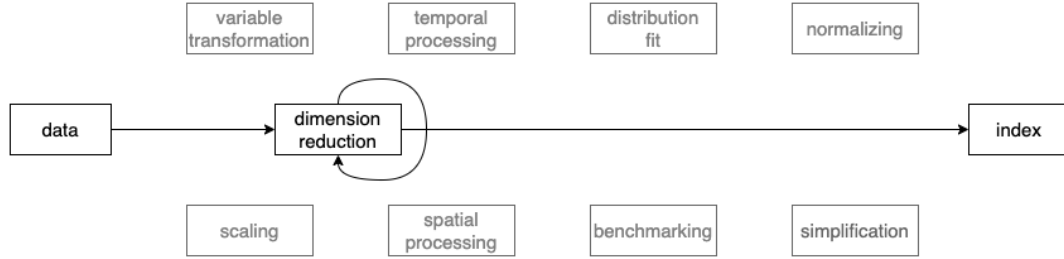 variable
transformation
temporal
processing
distribution
fit
normalizing
data
dimension
reduction
index
scaling
spatial
processing
benchmarking
simplification